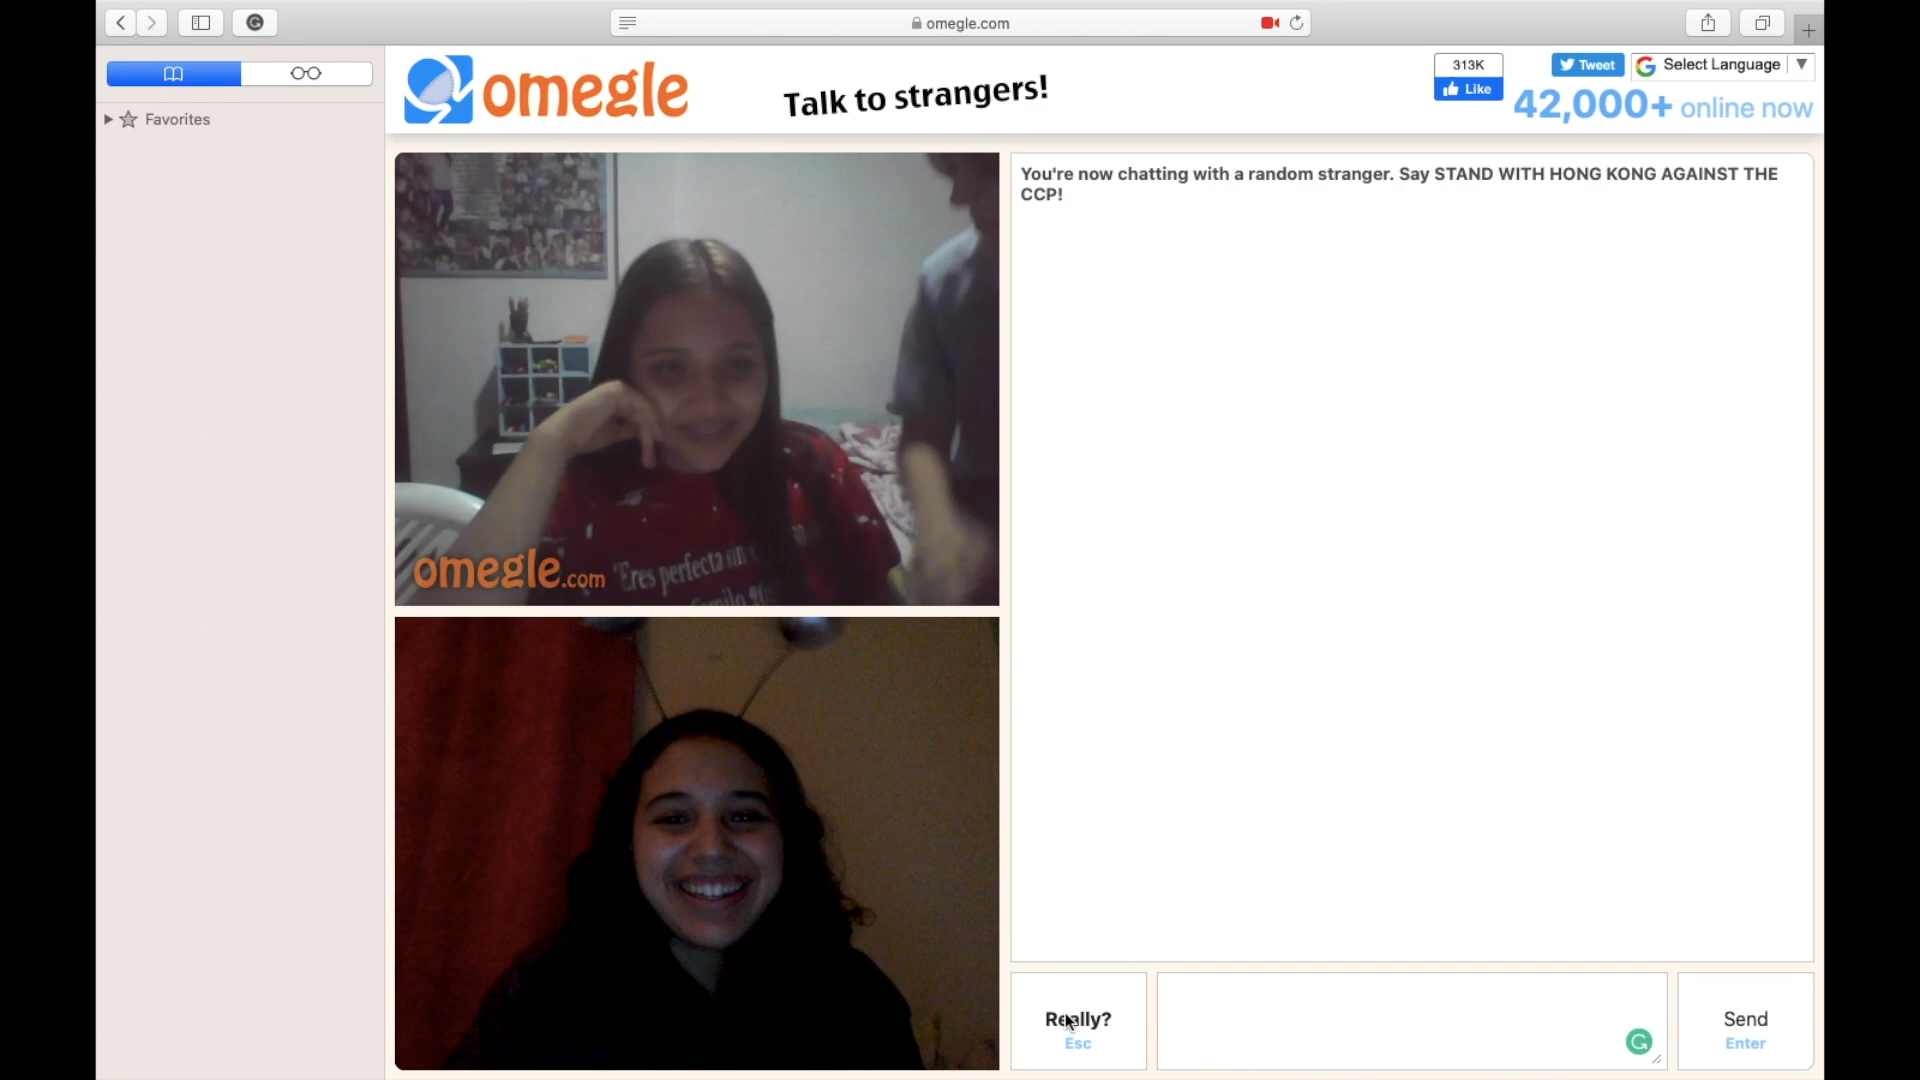 omegle.com
Favorites
omegle
Talk to strangers!
313K
Like
Tweet
Select Language
42,000+ online now
You're now chatting with a random stranger. Say STAND WITH HONG KONG AGAINST THE
CCP!
omegle.com
"Eres perfecta sin
Really?
Esc
Send
Enter